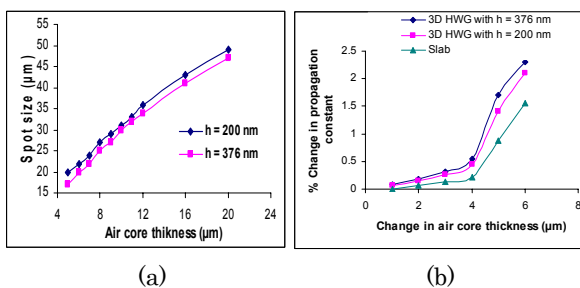 55
50
45
40
35
30
25
20
15
4
8
12
16
20
24
Spot size (µm)
Air core thikness (µm)
h = 200 nm
h = 376 nm
(a)
3D HWG with h = 376 nm
3D HWG with h = 200 nm
Slab
2.5
2
1.5
1
0.5
0
0
2
4
6
8
% Change in propagation
constant
Change in air core thickness (µm)
(b)